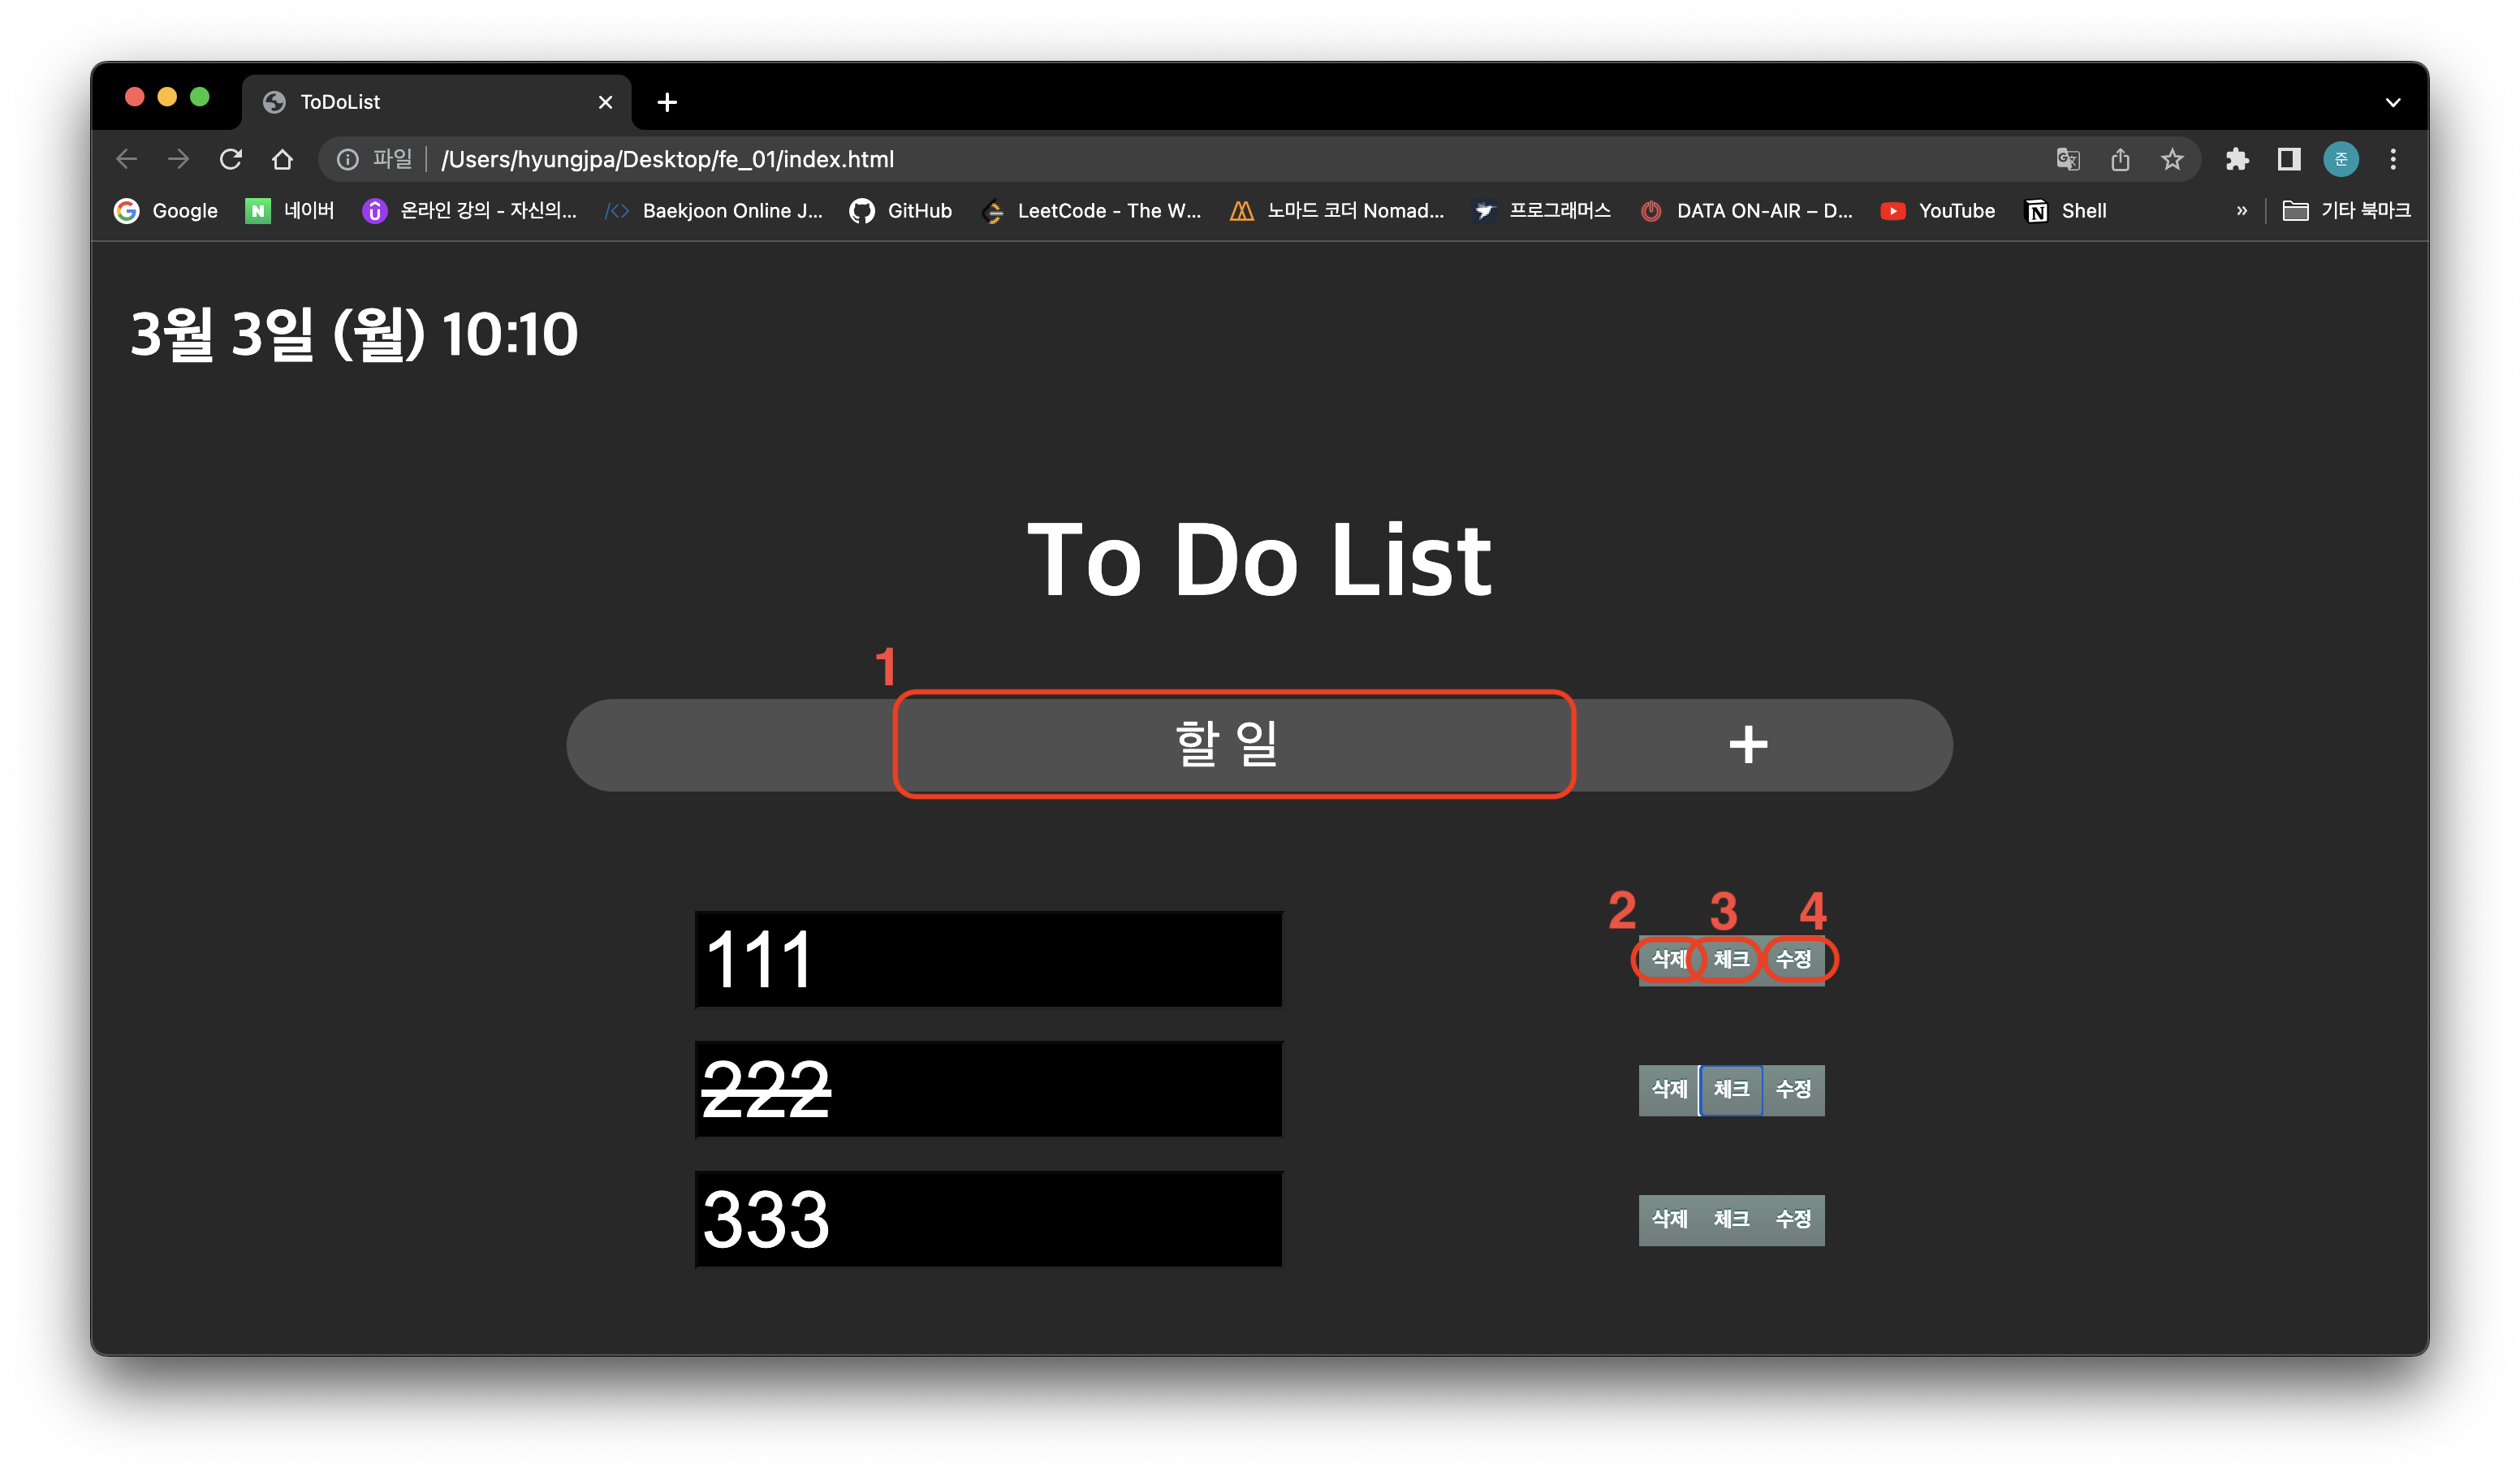 ToDoList
파일 /Users/hyungjpa/Desktop/fe_01/index.html 준
Google 네이버 온라인 강의 - 자신의... Baekjoon Online J... GitHub LeetCode - The W... 노마드 코더 Nomad... 프로그래머스 DATA ON-AIR – D... YouTube Shell » 기타 북마크
3월 3일 (월) 10:10
To Do List
1
할 일 +
2 3 4
111 삭제 체크 수정
222 삭제 체크 수정
333 삭제 체크 수정